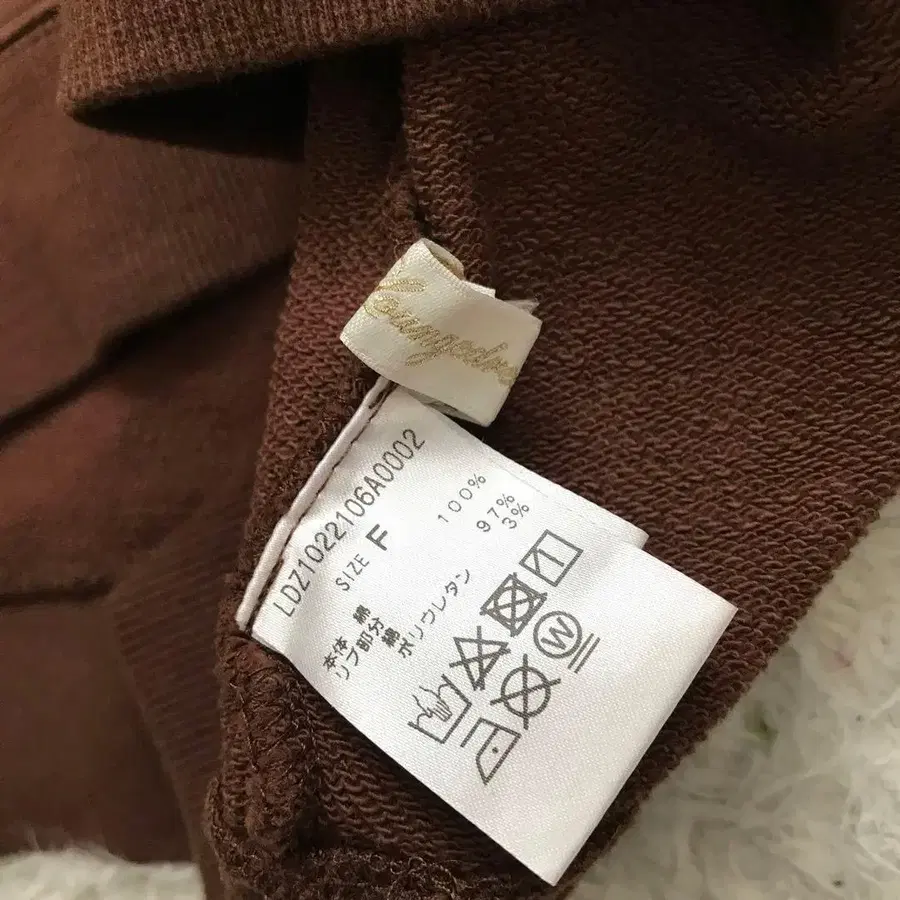 LDZ1022106A0002
SIZE F
本体 綿 100%
リブ部分 綿 97%
ポリウレタン 3%
W